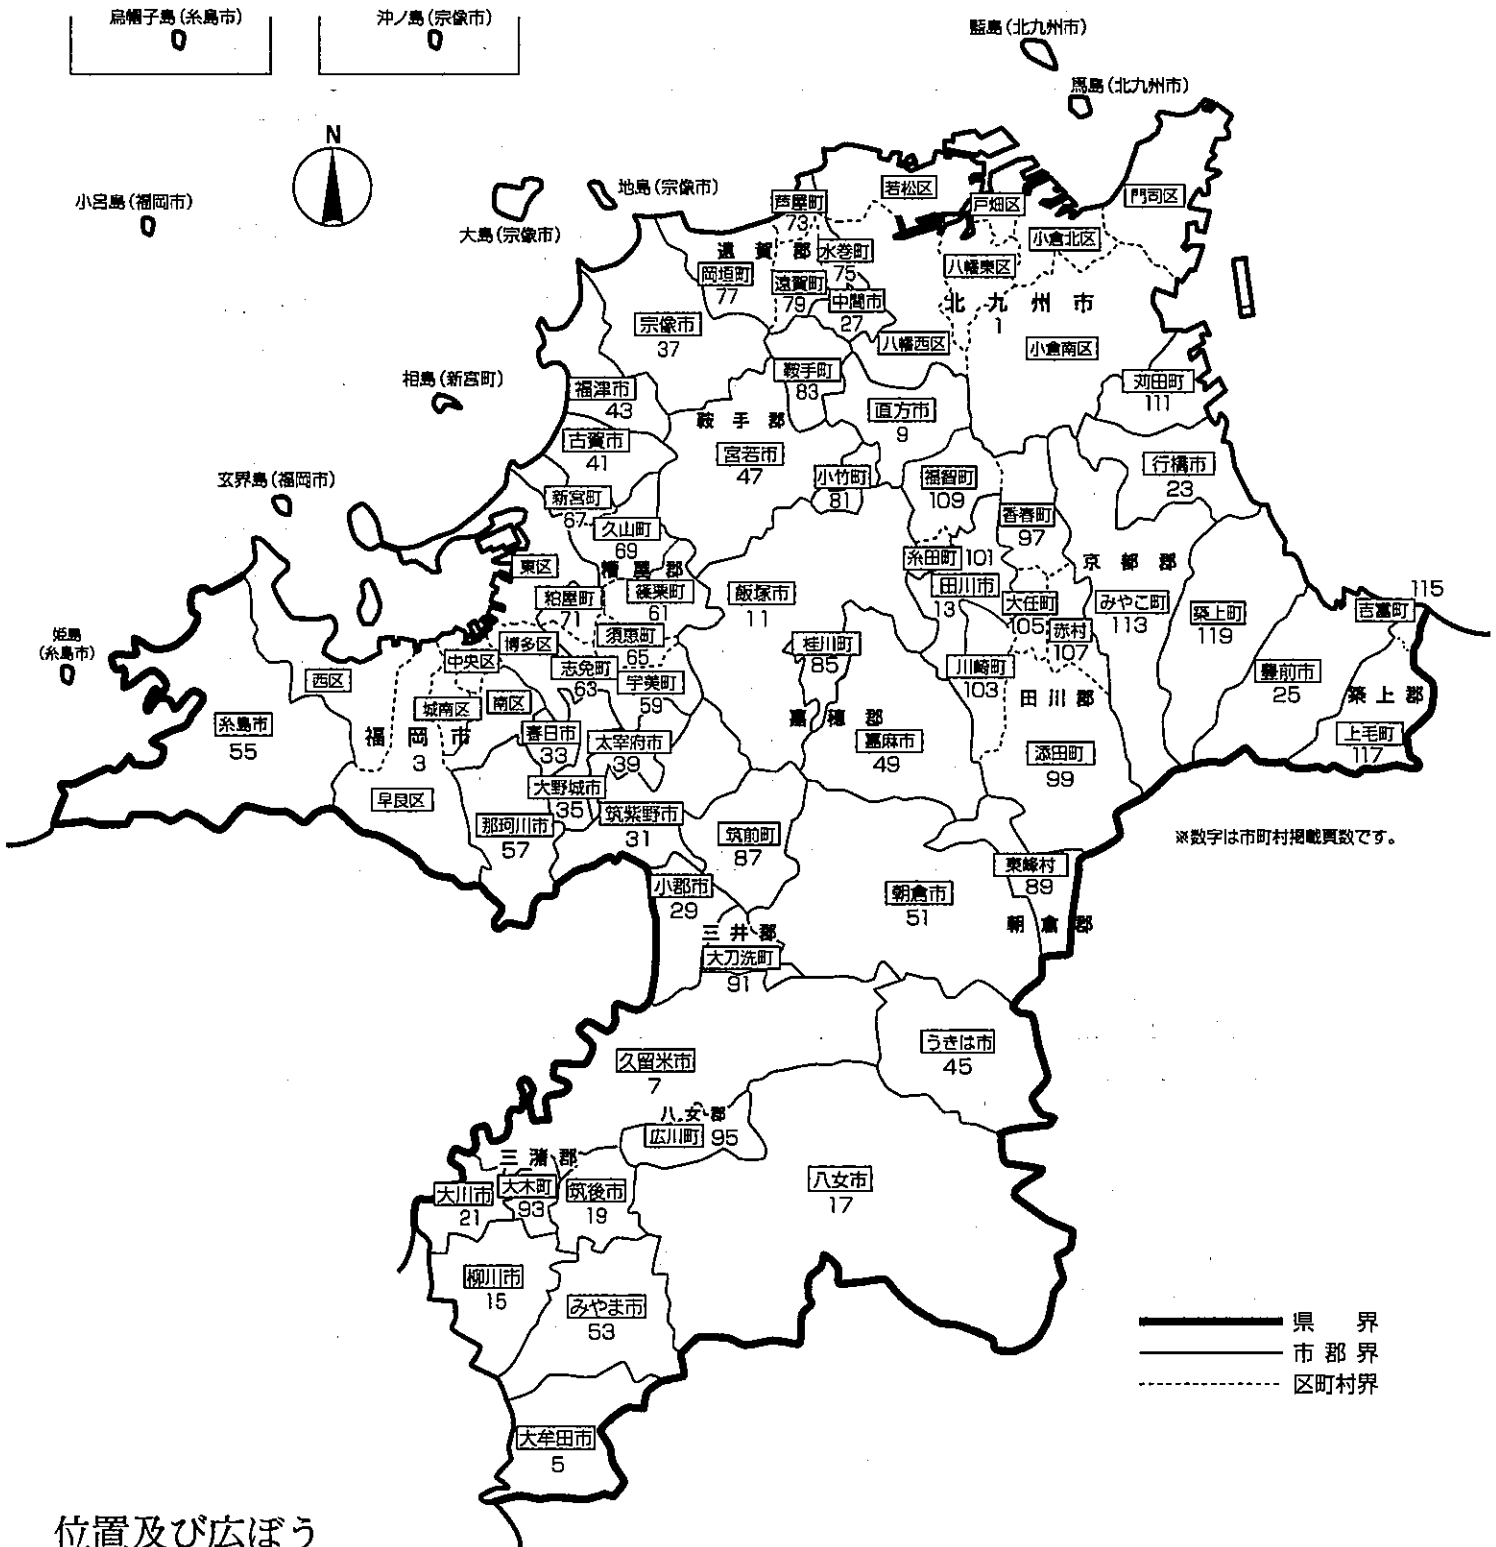 烏帽子島(糸島市)
沖ノ島(宗像市)
藍島(北九州市)
馬島(北九州市)
N
小呂島(福岡市)
地島(宗像市)
大島(宗像市)
芦屋町
73
若松区
戸畑区
門司区
小倉北区
遠賀郡
水巻町
75
岡垣町
77
遠賀町
79
中間市
27
八幡東区
北九州市
1
宗像市
37
八幡西区
小倉南区
相島(新宮町)
福津市
43
鞍手町
83
苅田町
111
鞍手郡
直方市
9
古賀市
41
宮若市
47
小竹町
81
福智町
109
行橋市
23
玄界島(福岡市)
新宮町
67
久山町
69
香春町
97
東区
糟屋郡
糸田町
101
京都郡
粕屋町
71
篠栗町
61
飯塚市
11
田川市
13
大任町
105
みやこ町
113
築上町
119
115
吉富町
姫島
(糸島市)
博多区
須恵町
65
桂川町
85
赤村
107
中央区
志免町
63
宇美町
59
川崎町
103
豊前市
25
西区
城南区
南区
田川郡
築上郡
糸島市
55
福岡市
3
春日市
33
太宰府市
39
嘉穂郡
嘉麻市
49
添田町
99
上毛町
117
早良区
大野城市
35
那珂川市
57
筑紫野市
31
筑前町
87
※数字は市町村掲載頁数です。
東峰村
89
小郡市
29
朝倉市
51
朝倉郡
三井郡
大刀洗町
91
うきは市
45
久留米市
7
八女郡
広川町
95
三潴郡
大川市
21
大木町
93
筑後市
19
八女市
17
柳川市
15
みやま市
53
県界
市郡界
区町村界
大牟田市
5
位置及び広ぼう